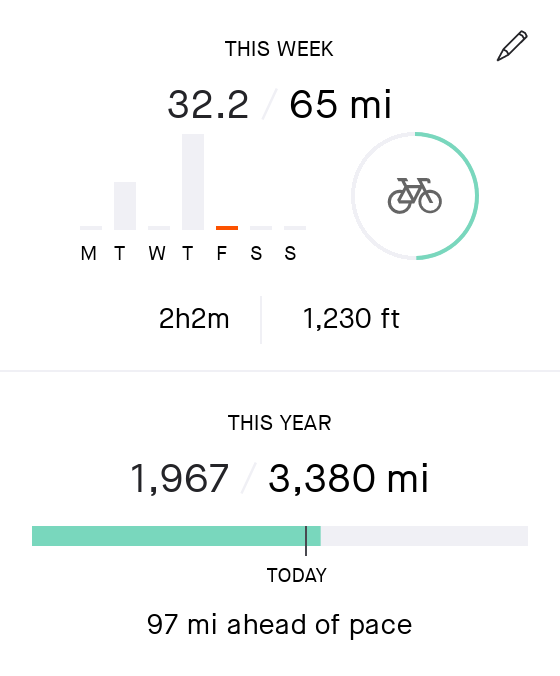 THIS WEEK
32.2 / 65 mi
M T W T F S S
2h2m 1,230 ft
THIS YEAR
1,967 / 3,380 mi
TODAY
97 mi ahead of pace